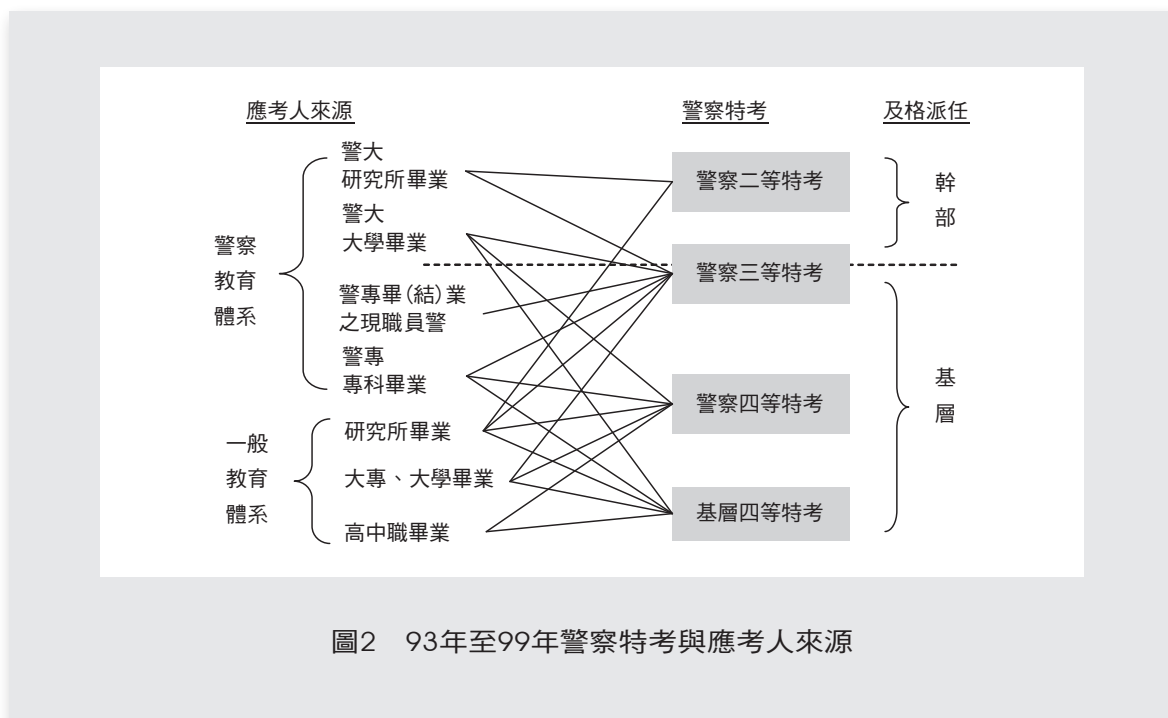 應考人來源 警察特考 及格派任
警大
研究所畢業
警大
大學畢業
警專畢(結)業
之現職員警
警專
專科畢業
警察
教育
體系
研究所畢業
大專、大學畢業
高中職畢業
一般
教育
體系
警察二等特考
警察三等特考
警察四等特考
基層四等特考
幹
部
基
層
圖2 93年至99年警察特考與應考人來源